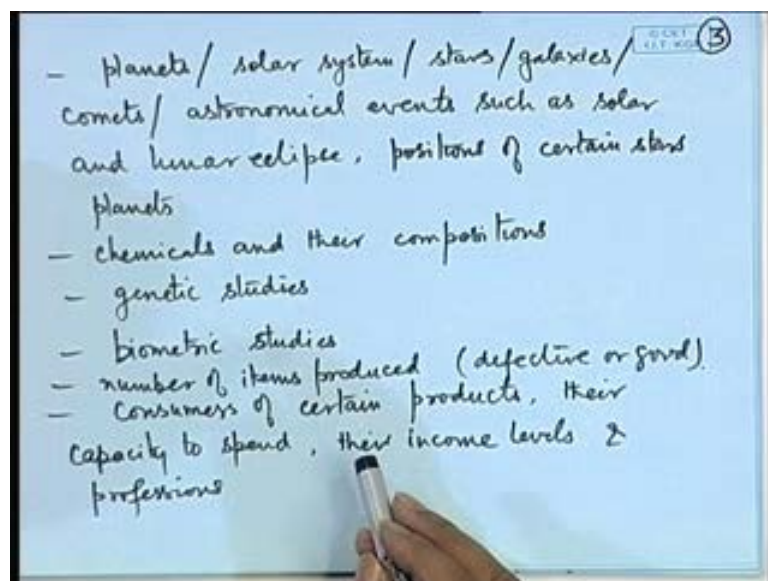 - planets/ solar system/ stars/galaxies/
comets/ astronomical events such as solar
and lunar eclipse, positions of certain stars
planets
- chemicals and their compositions
- genetic studies
- biometric studies
- number of items produced (defective or good).
- consumers of certain products, their
capacity to spend, their income levels &
professions
3